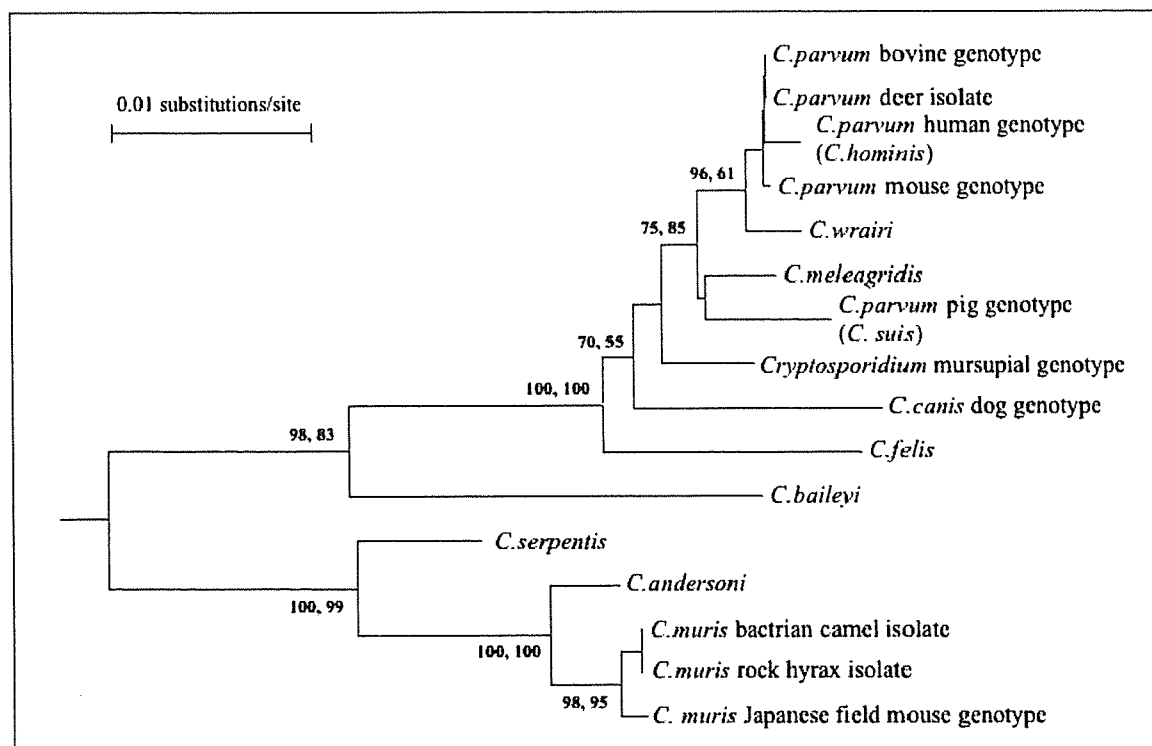 C.parvum bovine genotype
0.01 substitutions/site
C.parvum deer isolate
C.parvum human genotype
(C.hominis)
96, 61
C.parvum mouse genotype
75, 85
C.wrairi
C.meleagridis
C.parvum pig genotype
(C. suis)
70, 55
Cryptosporidium mursupial genotype
100, 100
C.canis dog genotype
98, 83
C.felis
C.baileyi
C.serpentis
100, 99
C.andersoni
C.muris bactrian camel isolate
100, 100
C.muris rock hyrax isolate
98, 95
C. muris Japanese field mouse genotype